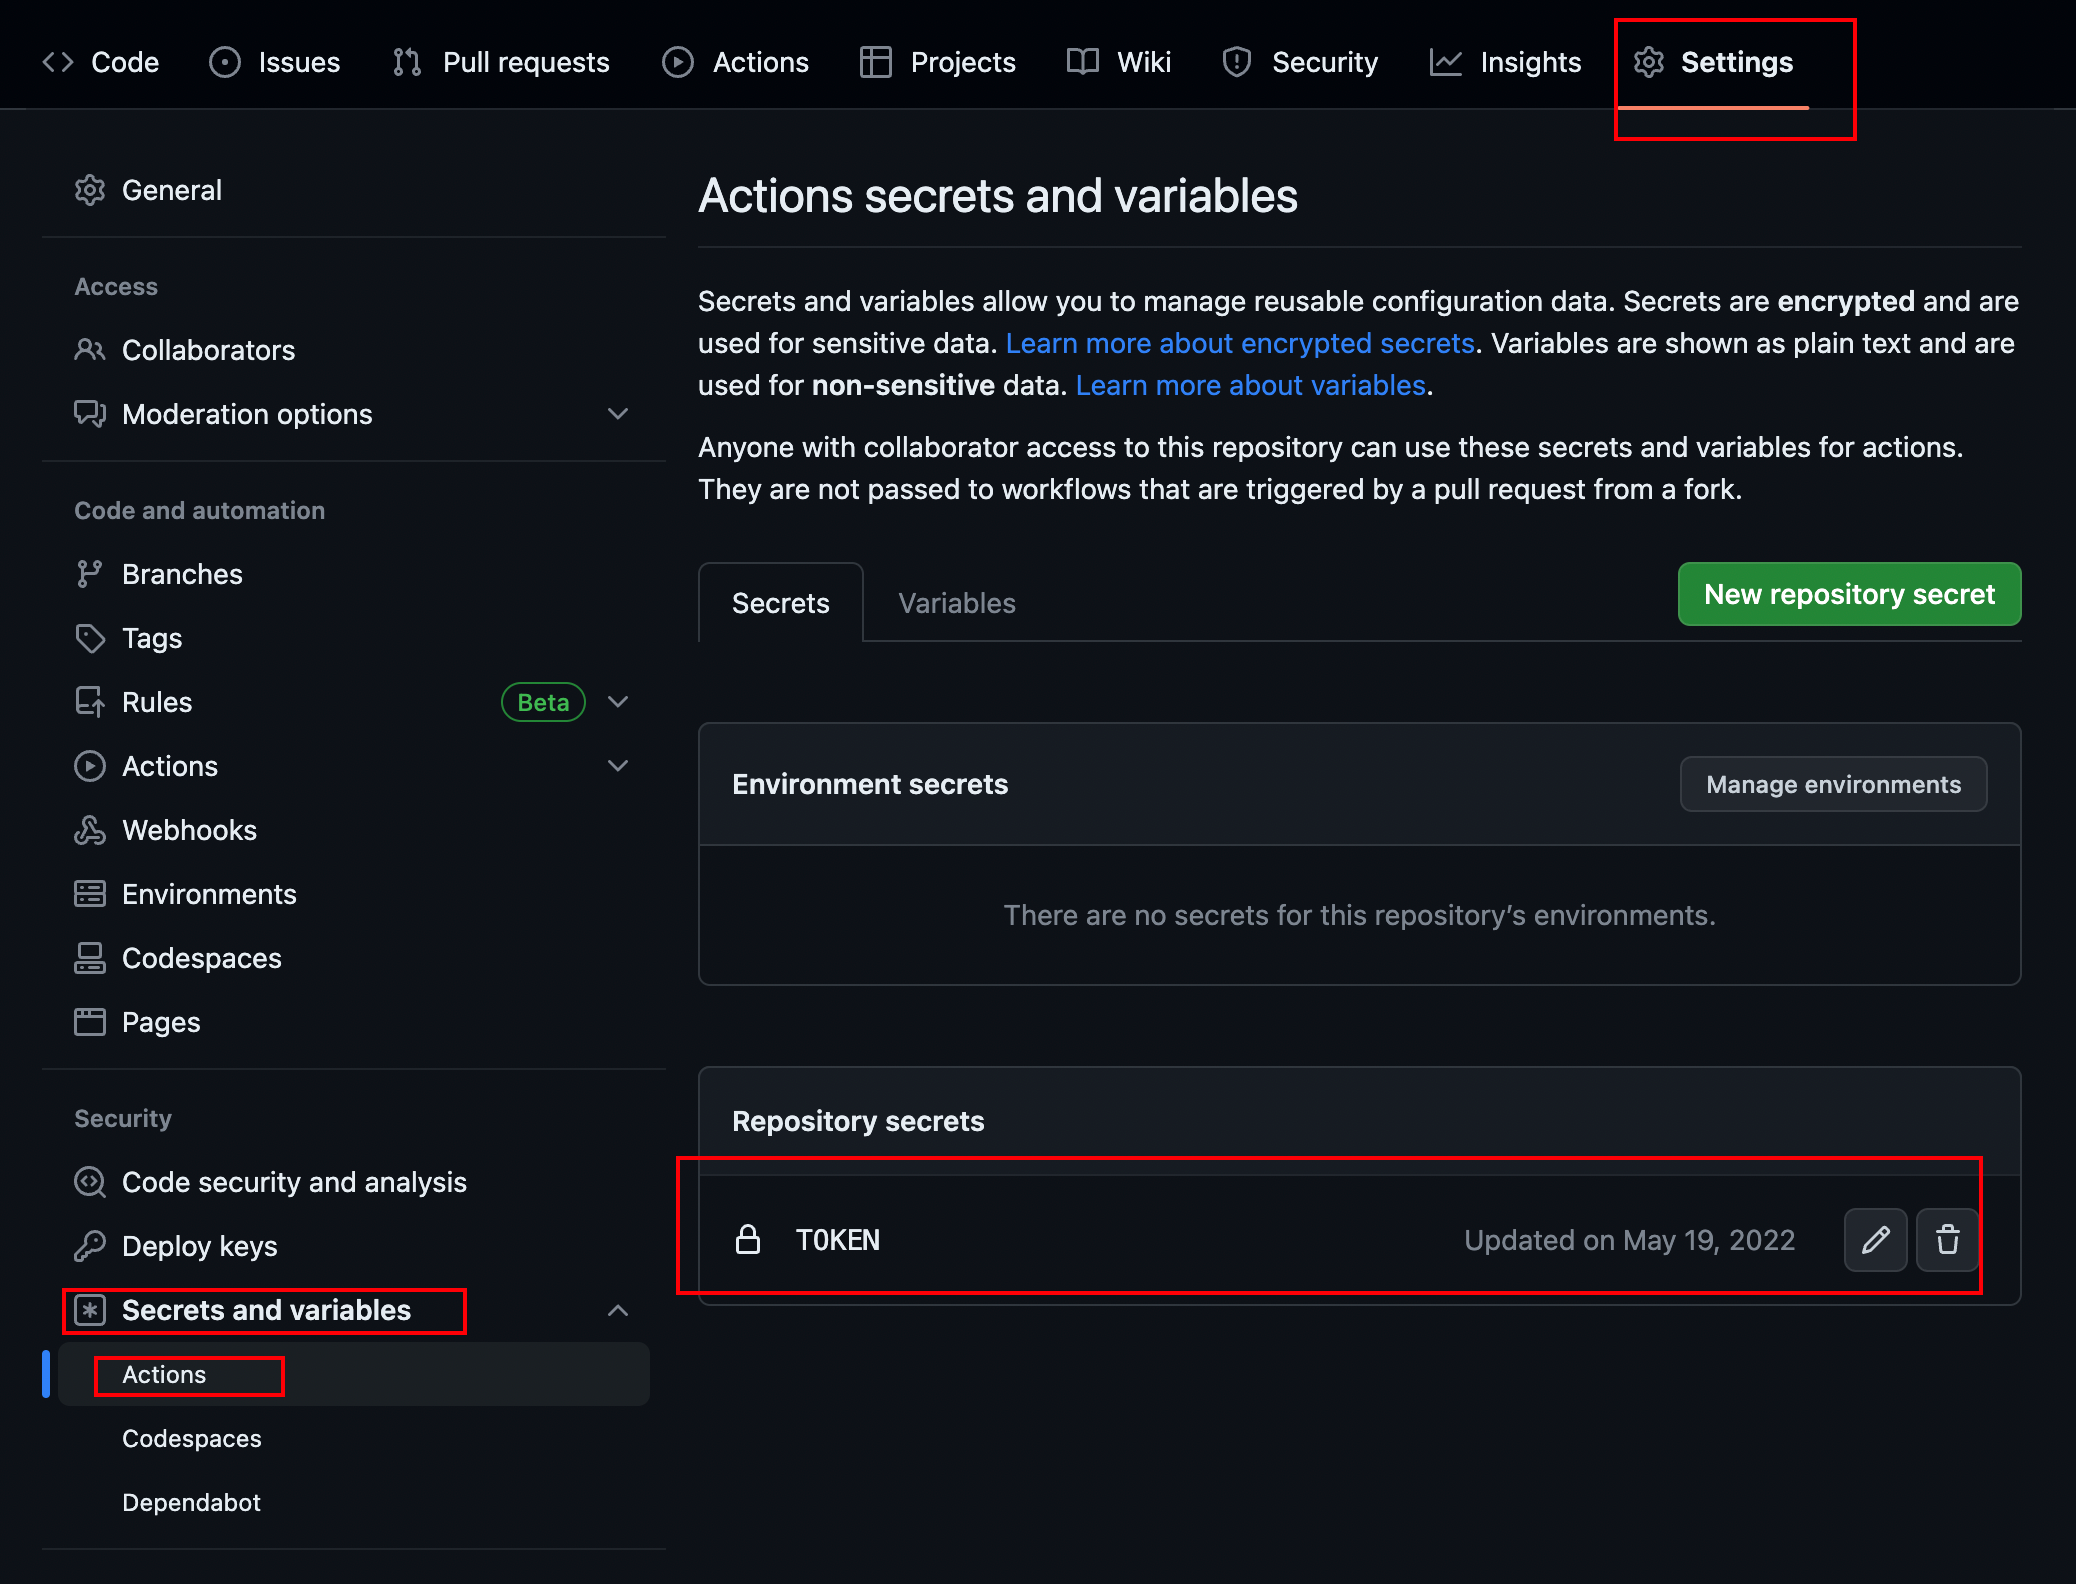 Code Issues Pull requests Actions Projects Wiki Security Insights Settings
General
Access
Collaborators
Moderation options
Code and automation
Branches
Tags
Rules Beta
Actions
Webhooks
Environments
Codespaces
Pages
Security
Code security and analysis
Deploy keys
Secrets and variables
Actions
Codespaces
Dependabot
Actions secrets and variables
Secrets and variables allow you to manage reusable configuration data. Secrets are encrypted and are
used for sensitive data. Learn more about encrypted secrets. Variables are shown as plain text and are
used for non-sensitive data. Learn more about variables.
Anyone with collaborator access to this repository can use these secrets and variables for actions.
They are not passed to workflows that are triggered by a pull request from a fork.
Secrets Variables New repository secret
Environment secrets Manage environments
There are no secrets for this repository’s environments.
Repository secrets
TOKEN Updated on May 19, 2022